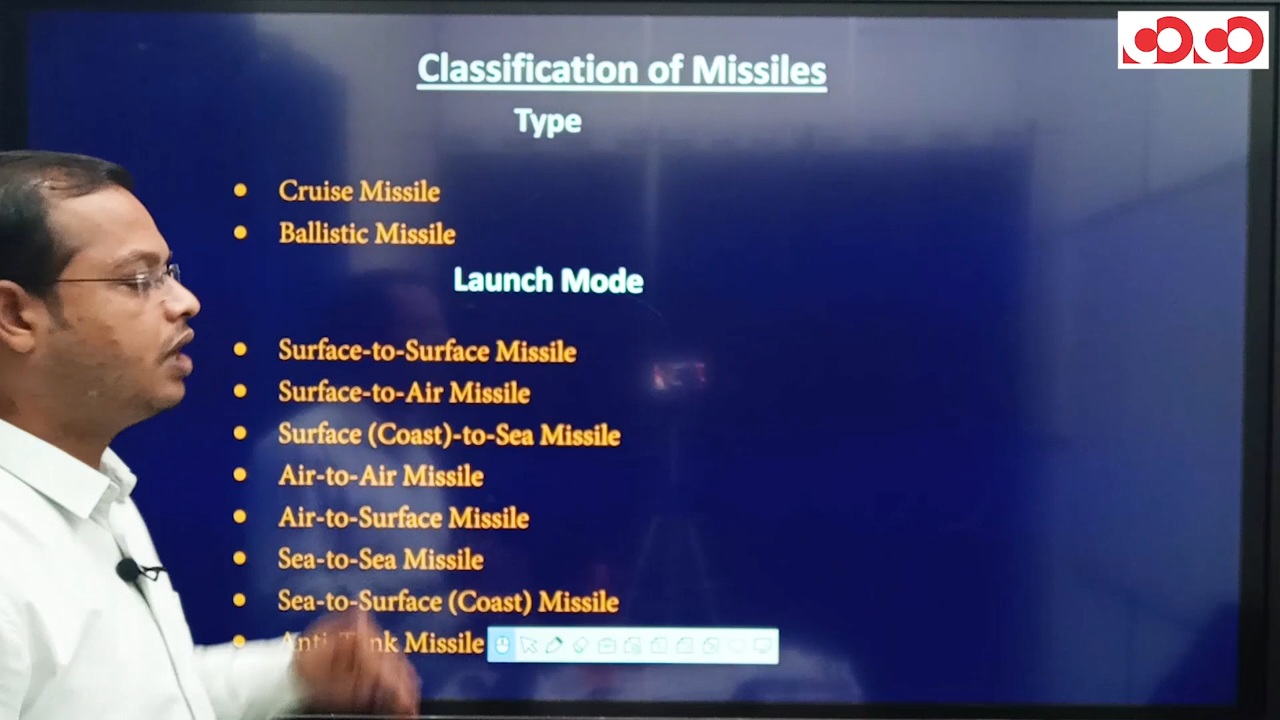 Classification of Missiles
Type
• Cruise Missile
• Ballistic Missile
Launch Mode
• Surface-to-Surface Missile
• Surface-to-Air Missile
• Surface (Coast)-to-Sea Missile
• Air-to-Air Missile
• Air-to-Surface Missile
• Sea-to-Sea Missile
• Sea-to-Surface (Coast) Missile
• Anti-Tank Missile